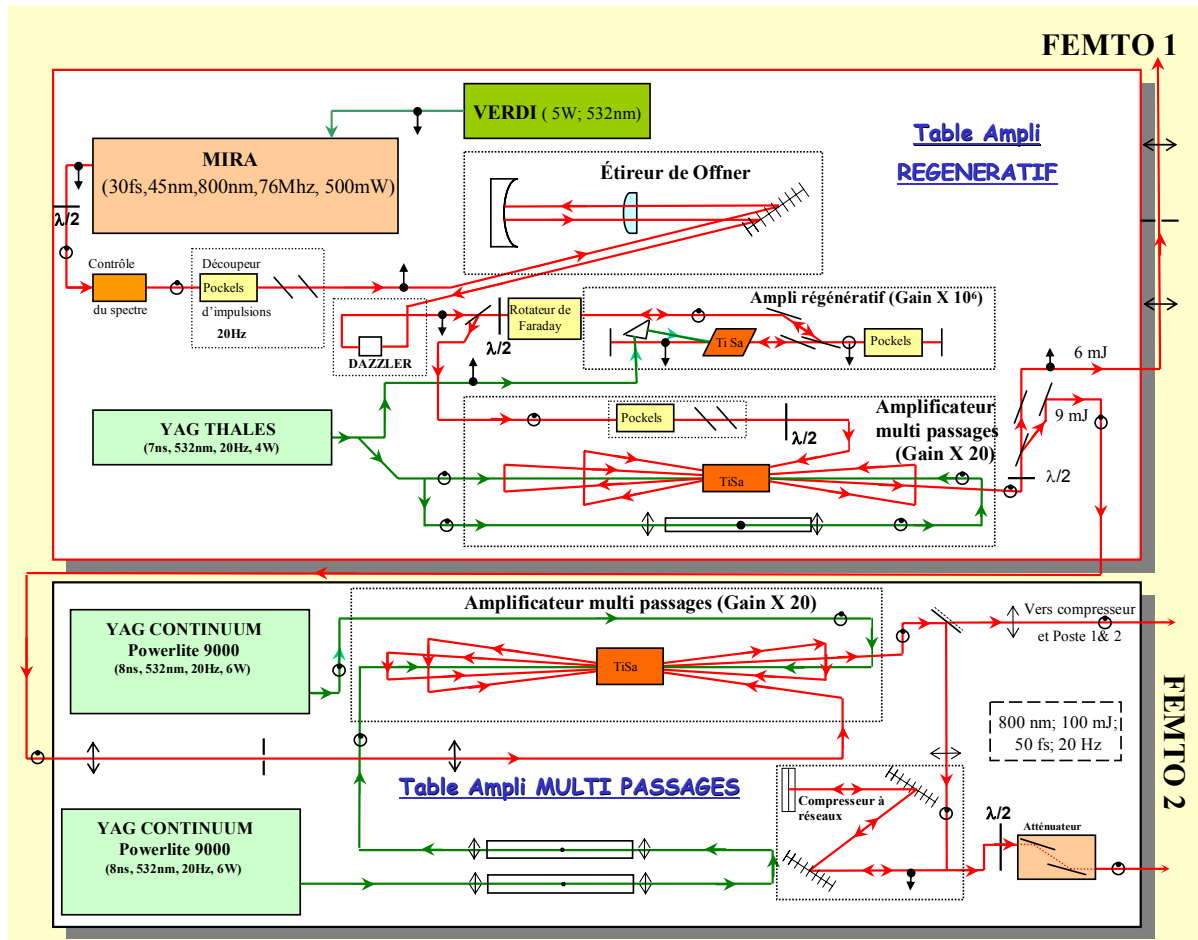 FEMTO 1
VERDI ( 5W; 532nm)
Table Ampli
REGENERATIF
MIRA
(30fs,45nm,800nm,76Mhz, 500mW)
Étireur de Offner
λ/2
Contrôle
du spectre
Découpeur
Pockels
d'impulsions
20Hz
DAZZLER
λ/2
Rotateur de
Faraday
Ampli régénératif (Gain X 10⁶)
Ti Sa
Pockels
6 mJ
9 mJ
YAG THALES
(7ns, 532nm, 20Hz, 4W)
Pockels
λ/2
Amplificateur
multi passages
(Gain X 20)
TiSa
λ/2
YAG CONTINUUM
Powerlite 9000
(8ns, 532nm, 20Hz, 6W)
Amplificateur multi passages (Gain X 20)
TiSa
Vers compresseur
et Poste 1& 2
FEMTO 2
800 nm; 100 mJ;
50 fs; 20 Hz
Table Ampli MULTI PASSAGES
Compresseur à
réseaux
λ/2
Atténuateur
YAG CONTINUUM
Powerlite 9000
(8ns, 532nm, 20Hz, 6W)